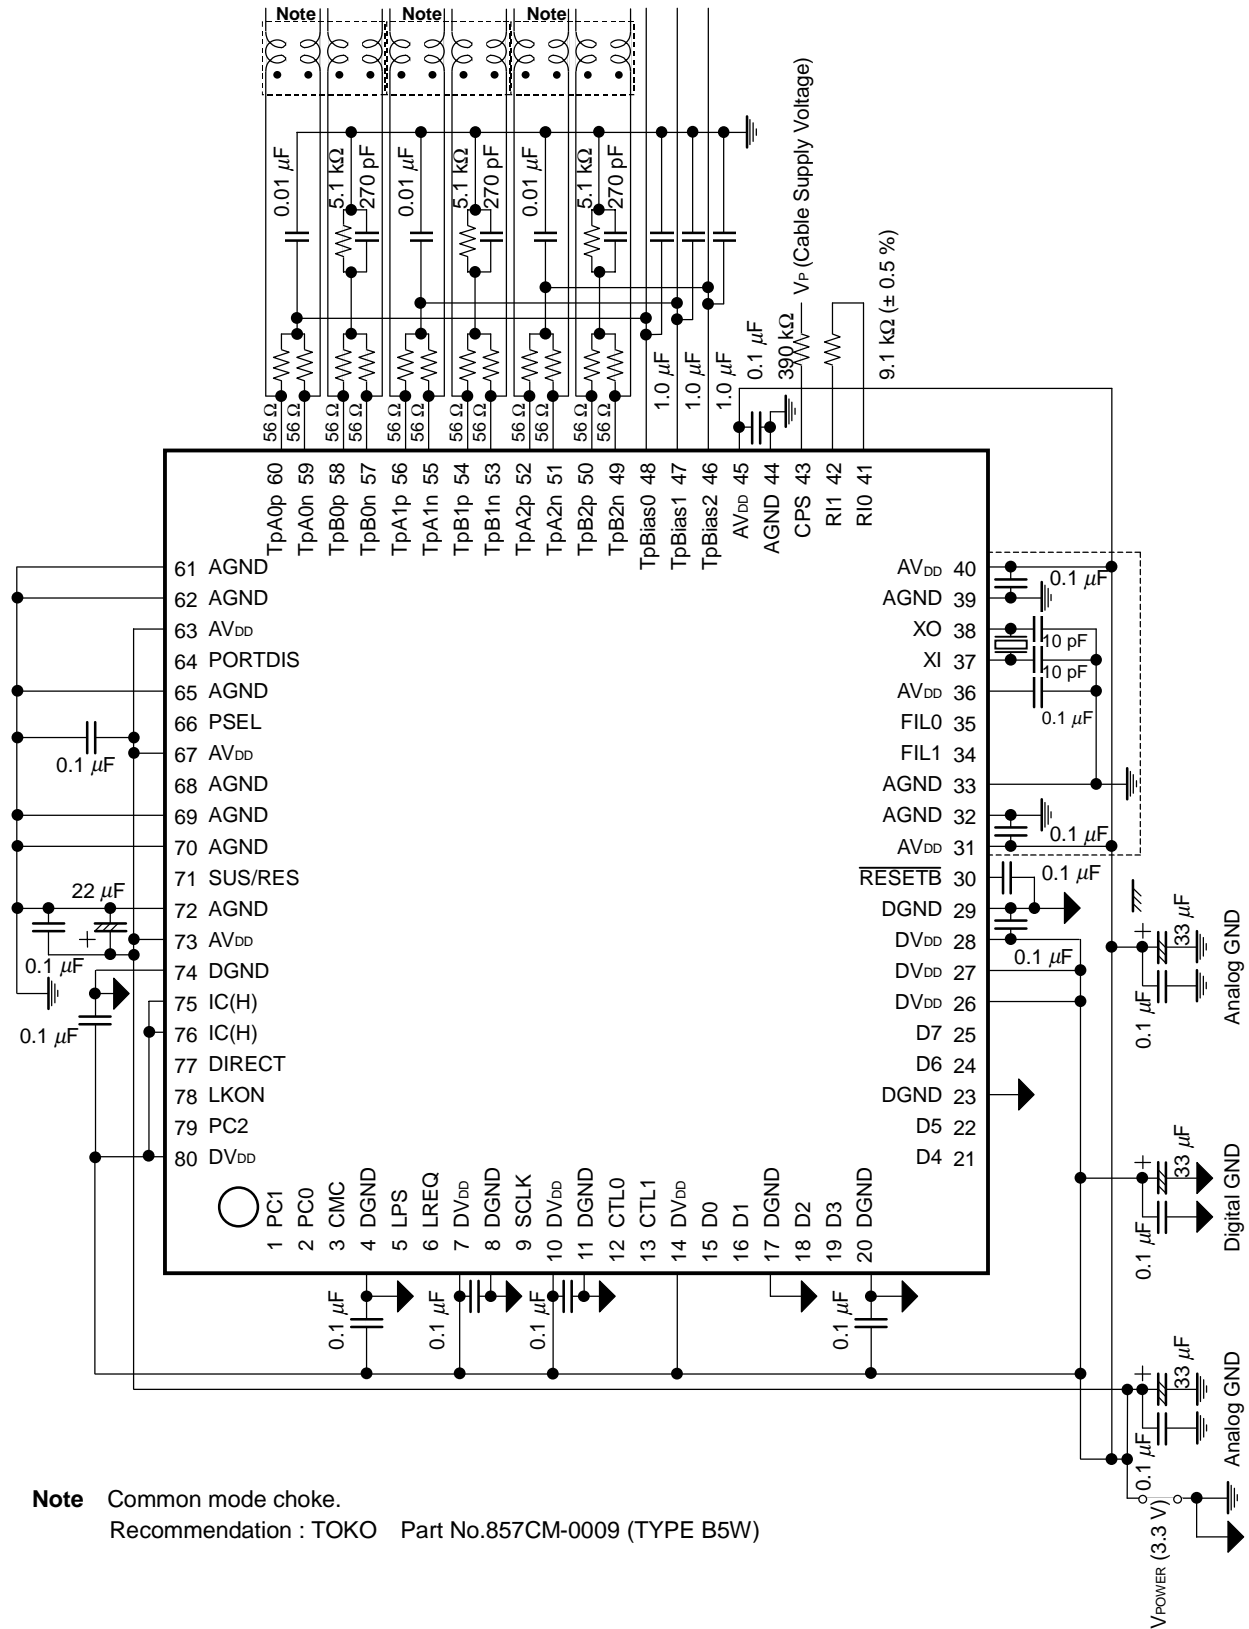 Note
Note
Note
0.01 μF
5.1 kΩ
270 pF
0.01 μF
5.1 kΩ
270 pF
0.01 μF
5.1 kΩ
270 pF
VP (Cable Supply Voltage)
1.0 μF
1.0 μF
1.0 μF
0.1 μF
390 kΩ
9.1 kΩ (± 0.5 %)
56 Ω
56 Ω
56 Ω
56 Ω
56 Ω
56 Ω
56 Ω
56 Ω
56 Ω
56 Ω
56 Ω
56 Ω
TpA0p 60
TpA0n 59
TpB0p 58
TpB0n 57
TpA1p 56
TpA1n 55
TpB1p 54
TpB1n 53
TpA2p 52
TpA2n 51
TpB2p 50
TpB2n 49
TpBias0 48
TpBias1 47
TpBias2 46
AVDD 45
AGND 44
CPS 43
RI1 42
RI0 41
61 AGND
62 AGND
63 AVDD
64 PORTDIS
65 AGND
66 PSEL
67 AVDD
68 AGND
69 AGND
70 AGND
71 SUS/RES
72 AGND
73 AVDD
74 DGND
75 IC(H)
76 IC(H)
77 DIRECT
78 LKON
79 PC2
80 DVDD
0.1 μF
22 μF
+
0.1 μF
0.1 μF
AVDD 40
AGND 39
XO 38
XI 37
AVDD 36
FIL0 35
FIL1 34
AGND 33
AGND 32
AVDD 31
RESETB 30
DGND 29
DVDD 28
DVDD 27
DVDD 26
D7 25
D6 24
DGND 23
D5 22
D4 21
0.1 μF
10 pF
10 pF
0.1 μF
0.1 μF
0.1 μF
0.1 μF
+
33 μF
0.1 μF
Analog GND
+
33 μF
0.1 μF
Digital GND
+
33 μF
0.1 μF
Analog GND
1 PC1
2 PC0
3 CMC
4 DGND
5 LPS
6 LREQ
7 DVDD
8 DGND
9 SCLK
10 DVDD
11 DGND
12 CTL0
13 CTL1
14 DVDD
15 D0
16 D1
17 DGND
18 D2
19 D3
20 DGND
0.1 μF
0.1 μF
0.1 μF
0.1 μF
VPOWER (3.3 V)
Note Common mode choke.
Recommendation : TOKO Part No.857CM-0009 (TYPE B5W)